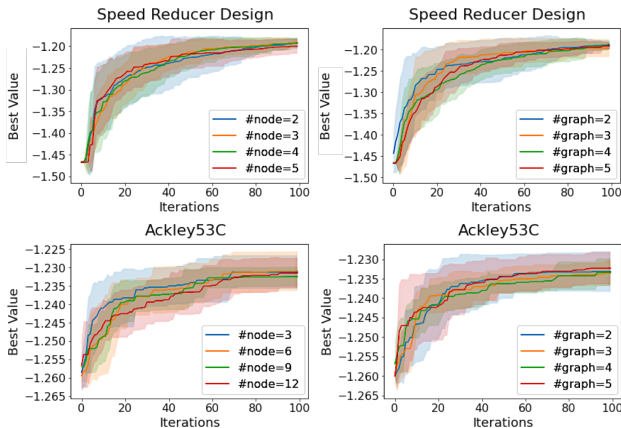 Speed Reducer Design
Best Value
−1.20
−1.25
−1.30
−1.35
−1.40
−1.45
−1.50
0 20 40 60 80 100
Iterations
#node=2
#node=3
#node=4
#node=5
Speed Reducer Design
Best Value
−1.20
−1.25
−1.30
−1.35
−1.40
−1.45
−1.50
0 20 40 60 80 100
Iterations
#graph=2
#graph=3
#graph=4
#graph=5
Ackley53C
Best Value
−1.225
−1.230
−1.235
−1.240
−1.245
−1.250
−1.255
−1.260
−1.265
0 20 40 60 80 100
Iterations
#node=3
#node=6
#node=9
#node=12
Ackley53C
Best Value
−1.230
−1.235
−1.240
−1.245
−1.250
−1.255
−1.260
−1.265
0 20 40 60 80 100
Iterations
#graph=2
#graph=3
#graph=4
#graph=5